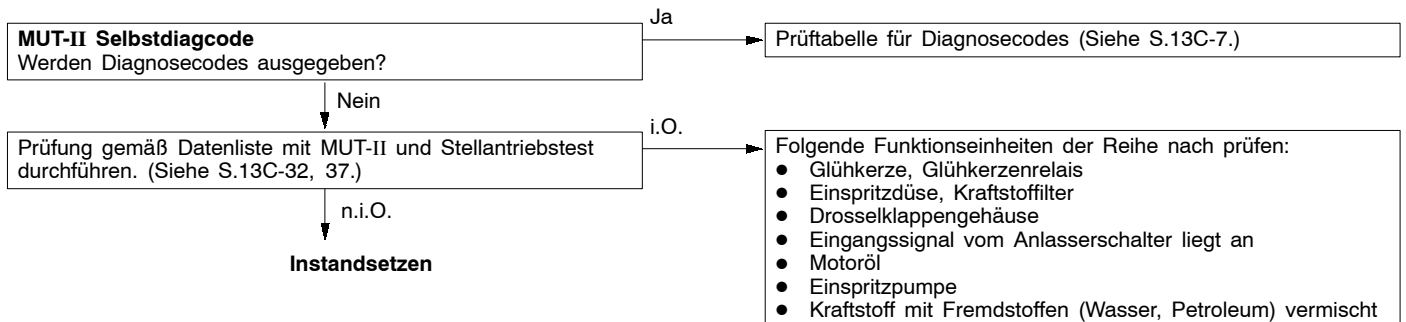 Ja
MUT-II Selbstdiagcode
Werden Diagnosecodes ausgegeben?
Prüftabelle für Diagnosecodes (Siehe S.13C-7.)
Nein
i.O.
Prüfung gemäß Datenliste mit MUT-II und Stellantriebstest
durchführen. (Siehe S.13C-32, 37.)
n.i.O.
Instandsetzen
Folgende Funktionseinheiten der Reihe nach prüfen:
● Glühkerze, Glühkerzenrelais
● Einspritzdüse, Kraftstoffilter
● Drosselklappengehäuse
● Eingangssignal vom Anlasserschalter liegt an
● Motoröl
● Einspritzpumpe
● Kraftstoff mit Fremdstoffen (Wasser, Petroleum) vermischt